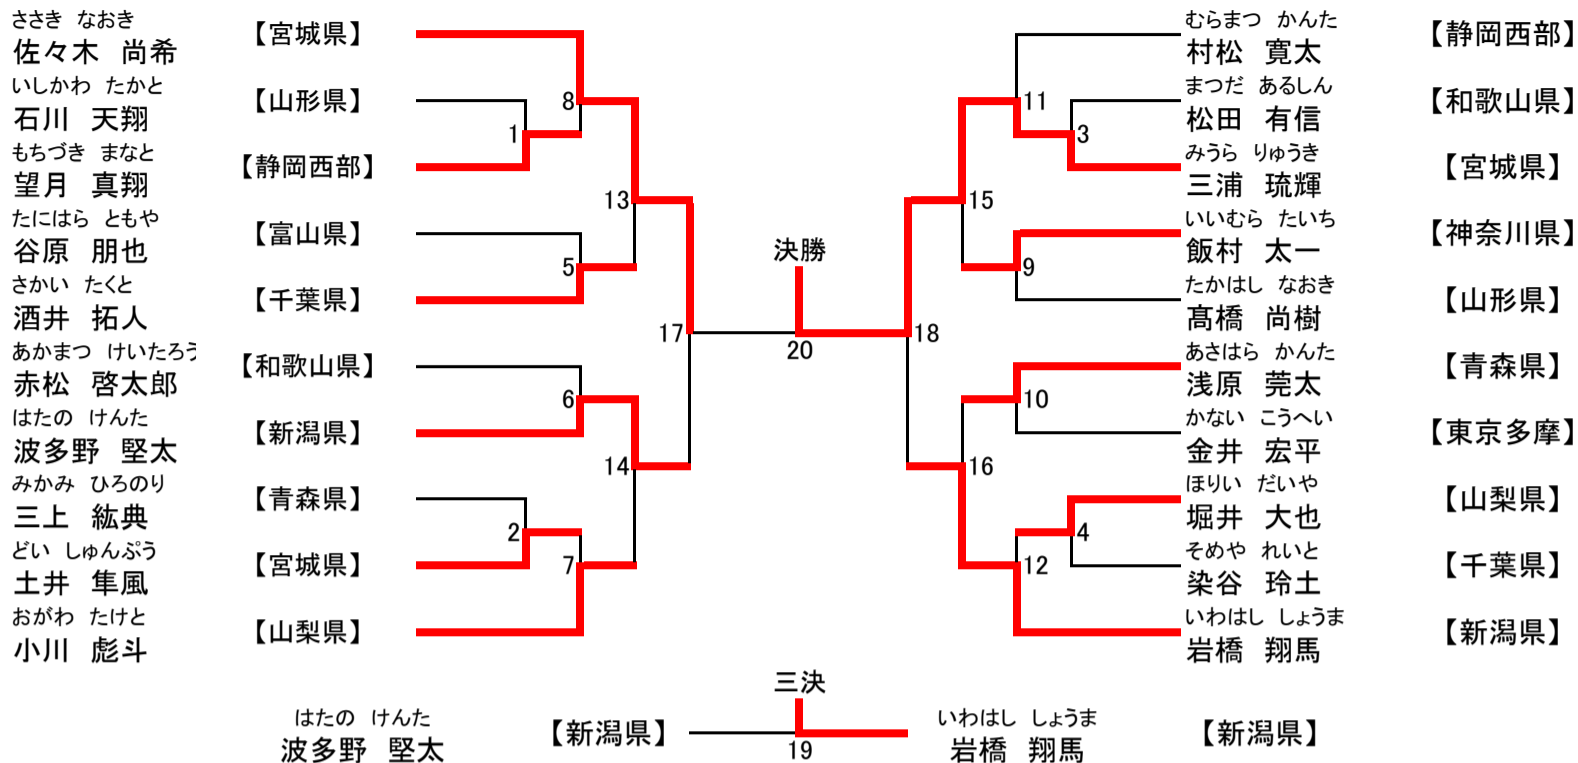 ささき なおき
佐々木 尚希 【宮城県】
いしかわ たかと
石川 天翔 【山形県】
もちづき まなと
望月 真翔 【静岡西部】
たにはら ともや
谷原 朋也 【富山県】
さかい たくと
酒井 拓人 【千葉県】
あかまつ けいたろう
赤松 啓太郎 【和歌山県】
はたの けんた
波多野 堅太 【新潟県】
みかみ ひろのり
三上 紘典 【青森県】
どい しゅんぷう
土井 隼風 【宮城県】
おがわ たけと
小川 彪斗 【山梨県】
8
1
13
5
17
6
14
2
7
決勝
20
11
3
15
9
18
10
16
4
12
むらまつ かんた
村松 寛太 【静岡西部】
まつだ あるしん
松田 有信 【和歌山県】
みうら りゅうき
三浦 琉輝 【宮城県】
いいむら たいち
飯村 太一 【神奈川県】
たかはし なおき
髙橋 尚樹 【山形県】
あさはら かんた
浅原 莞太 【青森県】
かない こうへい
金井 宏平 【東京多摩】
ほりい だいや
堀井 大也 【山梨県】
そめや れいと
染谷 玲土 【千葉県】
いわはし しょうま
岩橋 翔馬 【新潟県】
三決
はたの けんた
波多野 堅太 【新潟県】
19
いわはし しょうま
岩橋 翔馬 【新潟県】